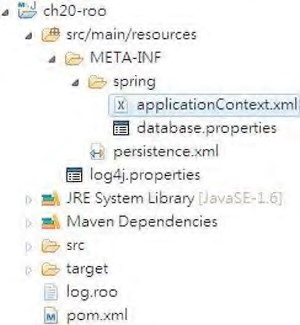 ch20-roo
src/main/resources
META-INF
spring
applicationContext.xml
database.properties
persistence.xml
log4j.properties
JRE System Library [JavaSE-1.6]
Maven Dependencies
src
target
log.roo
pom.xml